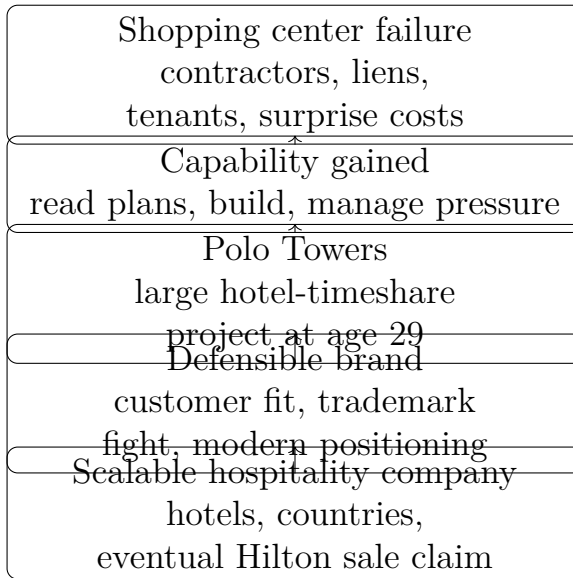 Shopping center failure
contractors, liens,
tenants, surprise costs
Capability gained
read plans, build, manage pressure
Polo Towers
large hotel-timeshare
project at age 29
Defensible brand
customer fit, trademark
fight, modern positioning
Scalable hospitality company
hotels, countries,
eventual Hilton sale claim